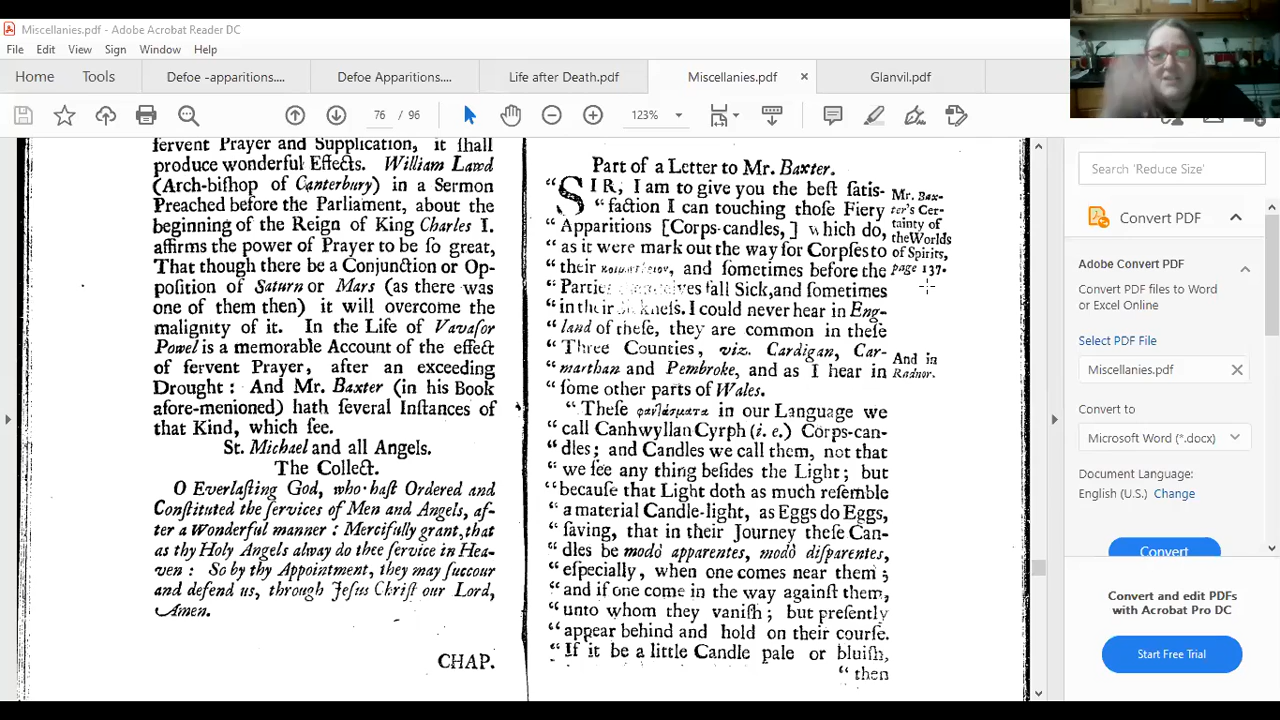 Miscellanies.pdf - Adobe Acrobat Reader DC
File Edit View Sign Window Help
Home Tools Defoe -apparitions.... Defoe Apparitions.... Life after Death.pdf Miscellanies.pdf × Glanvil.pdf
76 / 96 123%
fervent Prayer and Supplication, it ſhall
produce wonderful Effects. William Lawd
(Arch-biſhop of Canterbury) in a Sermon
Preached before the Parliament, about the
beginning of the Reign of King Charles I.
affirms the power of Prayer to be ſo great,
That though there be a Conjunction or Op-
poſition of Saturn or Mars (as there was
one of them then) it will overcome the
malignity of it. In the Life of Vavaſor
Powel is a memorable Account of the effect
of fervent Prayer, after an exceeding
Drought : And Mr. Baxter (in his Book
afore-menioned) hath ſeveral Inſtances of
that Kind, which ſee.
St. Michael and all Angels.
The Collect.
O Everlaſting God, who haſt Ordered and
Conſtituted the ſervices of Men and Angels, af-
ter a Wonderful manner : Mercifully grant, that
as thy Holy Angels alway do thee ſervice in Hea-
ven : So by thy Appointment, they may ſuccour
and defend us, through Jeſus Chriſt our Lord,
Amen.
CHAP.
Part of a Letter to Mr. Baxter.
“SIR, I am to give you the beſt ſatis-
“faction I can touching thoſe Fiery
“Apparitions [Corps-candles, ] which do,
“as it were mark out the way for Corpſes to
“their κοιμητήριον, and ſometimes before the
“Parties fall Sick, and ſometimes
“in their I could never hear in Eng-
“land of theſe, they are common in theſe
“Three Counties, viz. Cardigan, Car-
“marthan and Pembroke, and as I hear in
“ſome other parts of Wales.
“Theſe φαντάσματα in our Language we
“call Canhwyllan Cyrph (i. e.) Corps-can-
“dles; and Candles we call them, not that
“we ſee any thing beſides the Light; but
“becauſe that Light doth as much reſemble
“a material Candle-light, as Eggs do Eggs,
“ſaving, that in their Journey theſe Can-
“dles be modò apparentes, modò diſparentes,
“eſpecially, when one comes near them;
“and if one come in the way againſt them,
“unto whom they vaniſh; but preſently
“appear behind and hold on their courſe.
“If it be a little Candle pale or bluiſh,
“then
Mr. Bax-
ter's Cer-
tainty of
the Worlds
of Spirits,
page 137.
And in
Radnor.
Search 'Reduce Size'
Convert PDF
Adobe Convert PDF
Convert PDF files to Word
or Excel Online
Select PDF File
Miscellanies.pdf
Convert to
Microsoft Word (*.docx)
Document Language:
English (U.S.) Change
Convert
Convert and edit PDFs
with Acrobat Pro DC
Start Free Trial